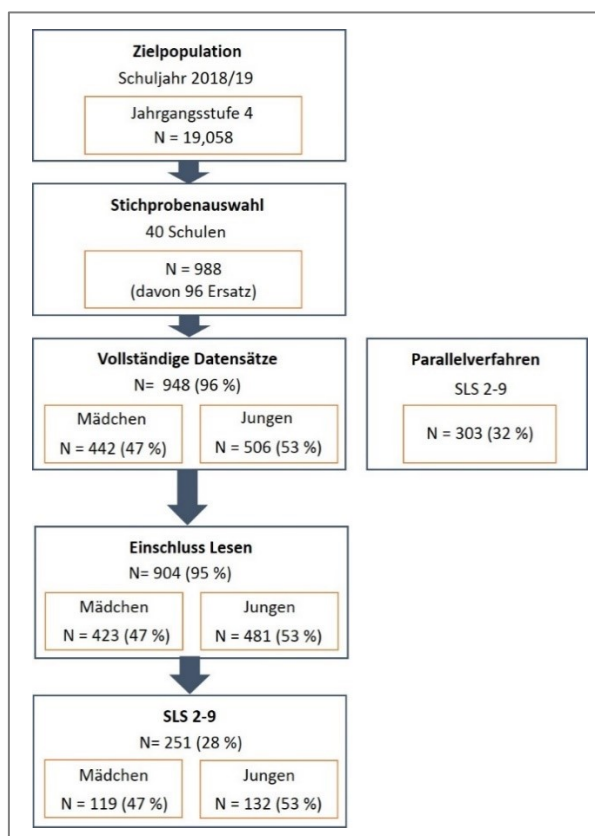 Zielpopulation
Schuljahr 2018/19
Jahrgangsstufe 4
N = 19,058
Stichprobenauswahl
40 Schulen
N = 988
(davon 96 Ersatz)
Vollständige Datensätze
N= 948 (96 %)
Mädchen
N = 442 (47 %)
Jungen
N = 506 (53 %)
Parallelverfahren
SLS 2-9
N = 303 (32 %)
Einschluss Lesen
N= 904 (95 %)
Mädchen
N = 423 (47 %)
Jungen
N = 481 (53 %)
SLS 2-9
N= 251 (28 %)
Mädchen
N = 119 (47 %)
Jungen
N = 132 (53 %)